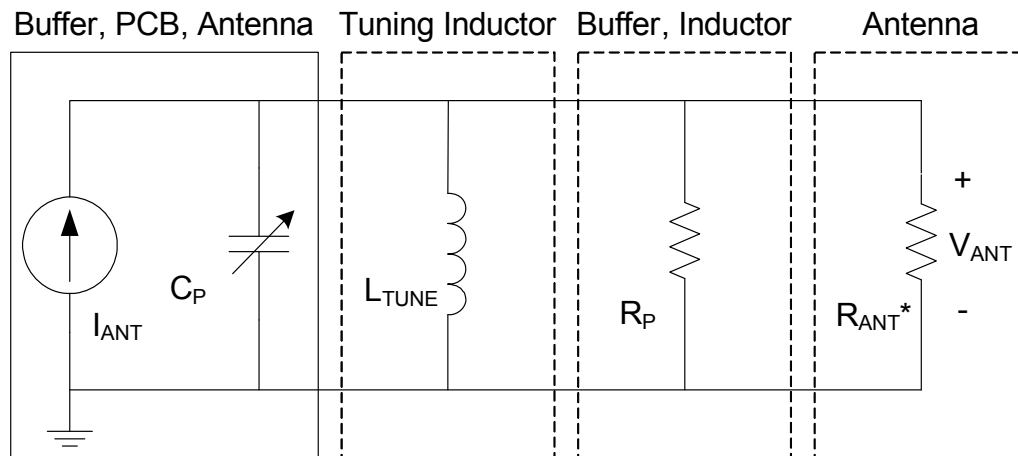 Buffer, PCB, Antenna
Tuning Inductor
Buffer, Inductor
Antenna
I_ANT
C_P
L_TUNE
R_P
R_ANT*
+
V_ANT
-